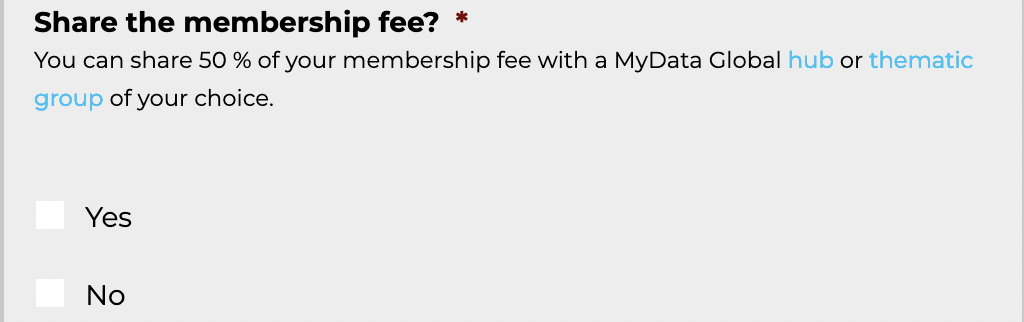 Share the membership fee? *
You can share 50 % of your membership fee with a MyData Global hub or thematic
group of your choice.
Yes
No